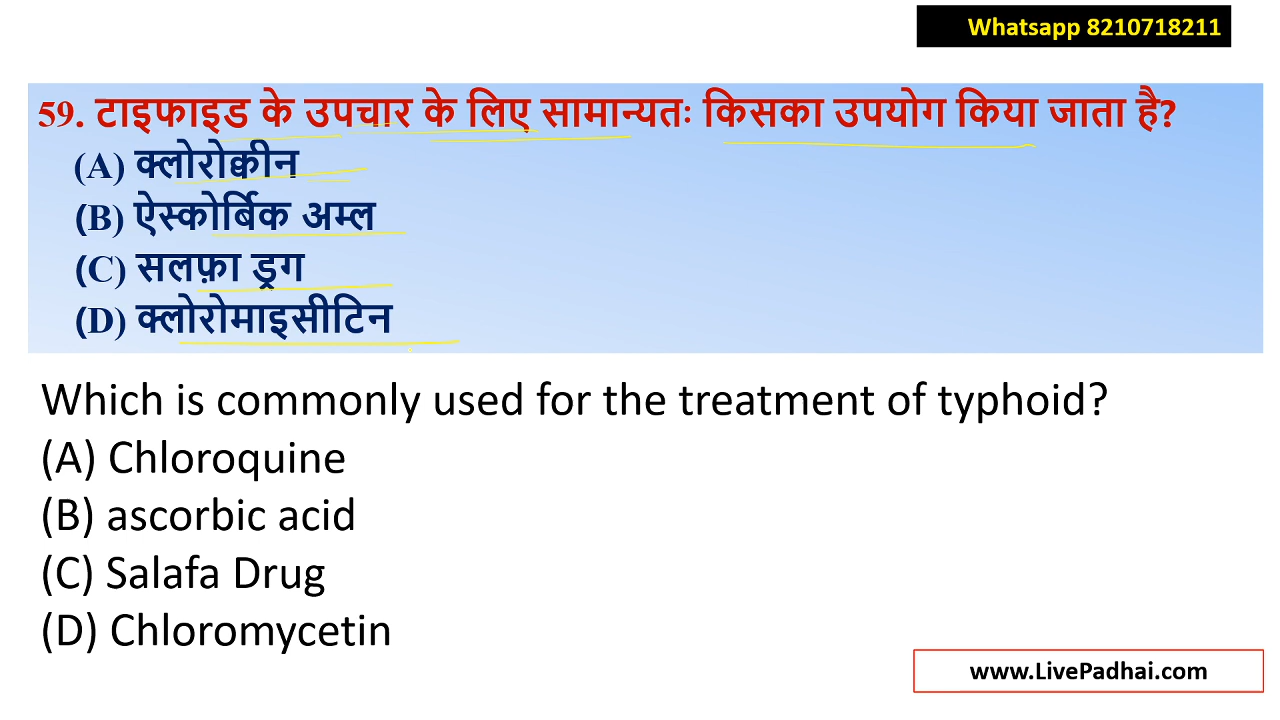 Whatsapp 8210718211
59. टाइफाइड के उपचार के लिए सामान्यतः किसका उपयोग किया जाता है?
(A) क्लोरोक्वीन
(B) ऐस्कोर्बिक अम्ल
(C) सलफ़ा ड्रग
(D) क्लोरोमाइसीटिन
Which is commonly used for the treatment of typhoid?
(A) Chloroquine
(B) ascorbic acid
(C) Salafa Drug
(D) Chloromycetin
www.LivePadhai.com